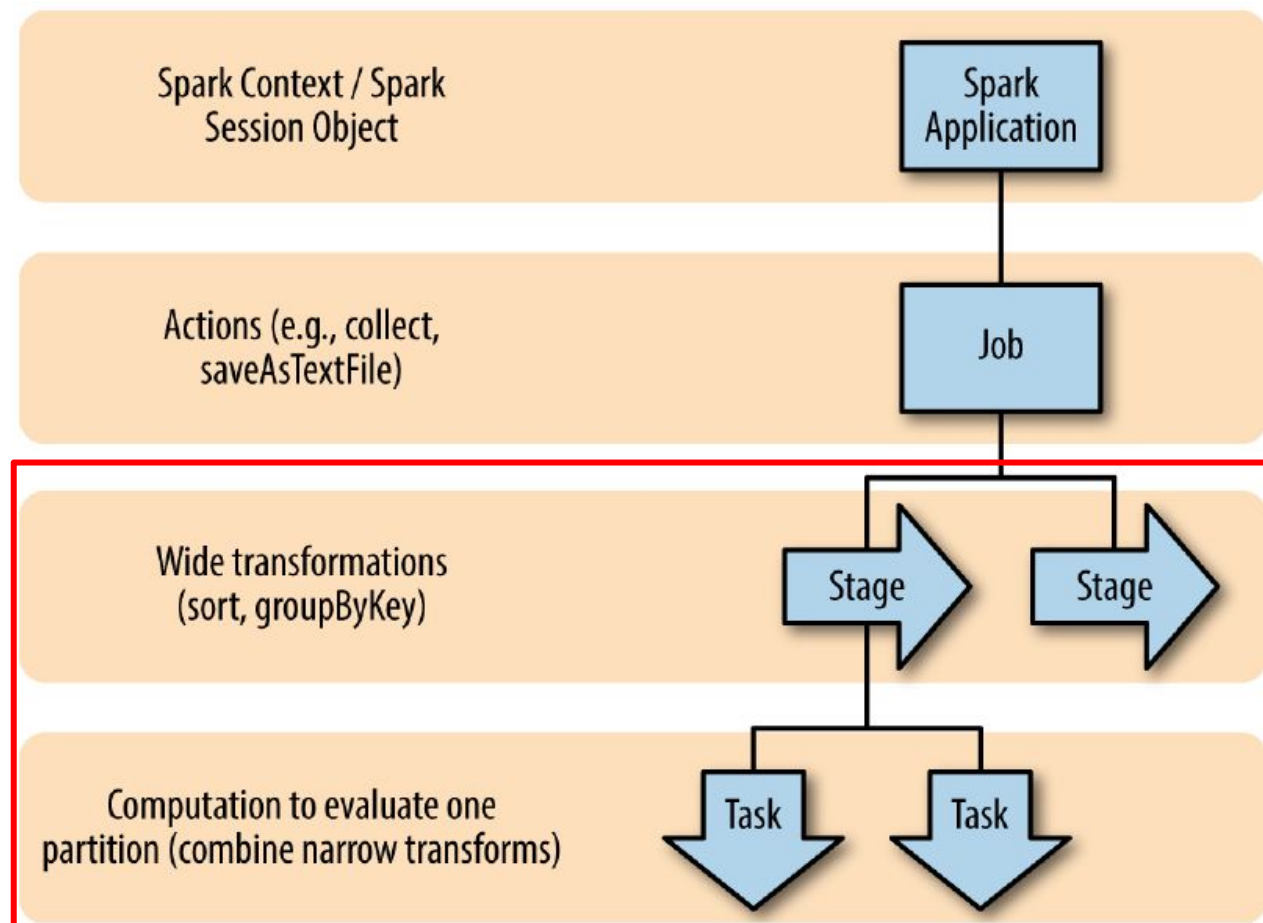 Spark Context / Spark
Session Object
Spark
Application
Actions (e.g., collect,
saveAsTextFile)
Job
Wide transformations
(sort, groupByKey)
Stage
Stage
Computation to evaluate one
partition (combine narrow transforms)
Task
Task